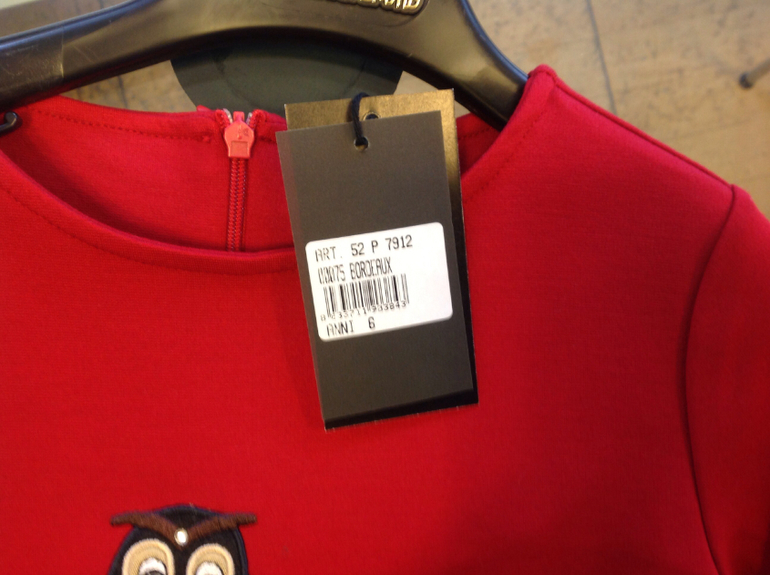 ART. 52 P 7912
00075 BORDEAUX
ANNI 6